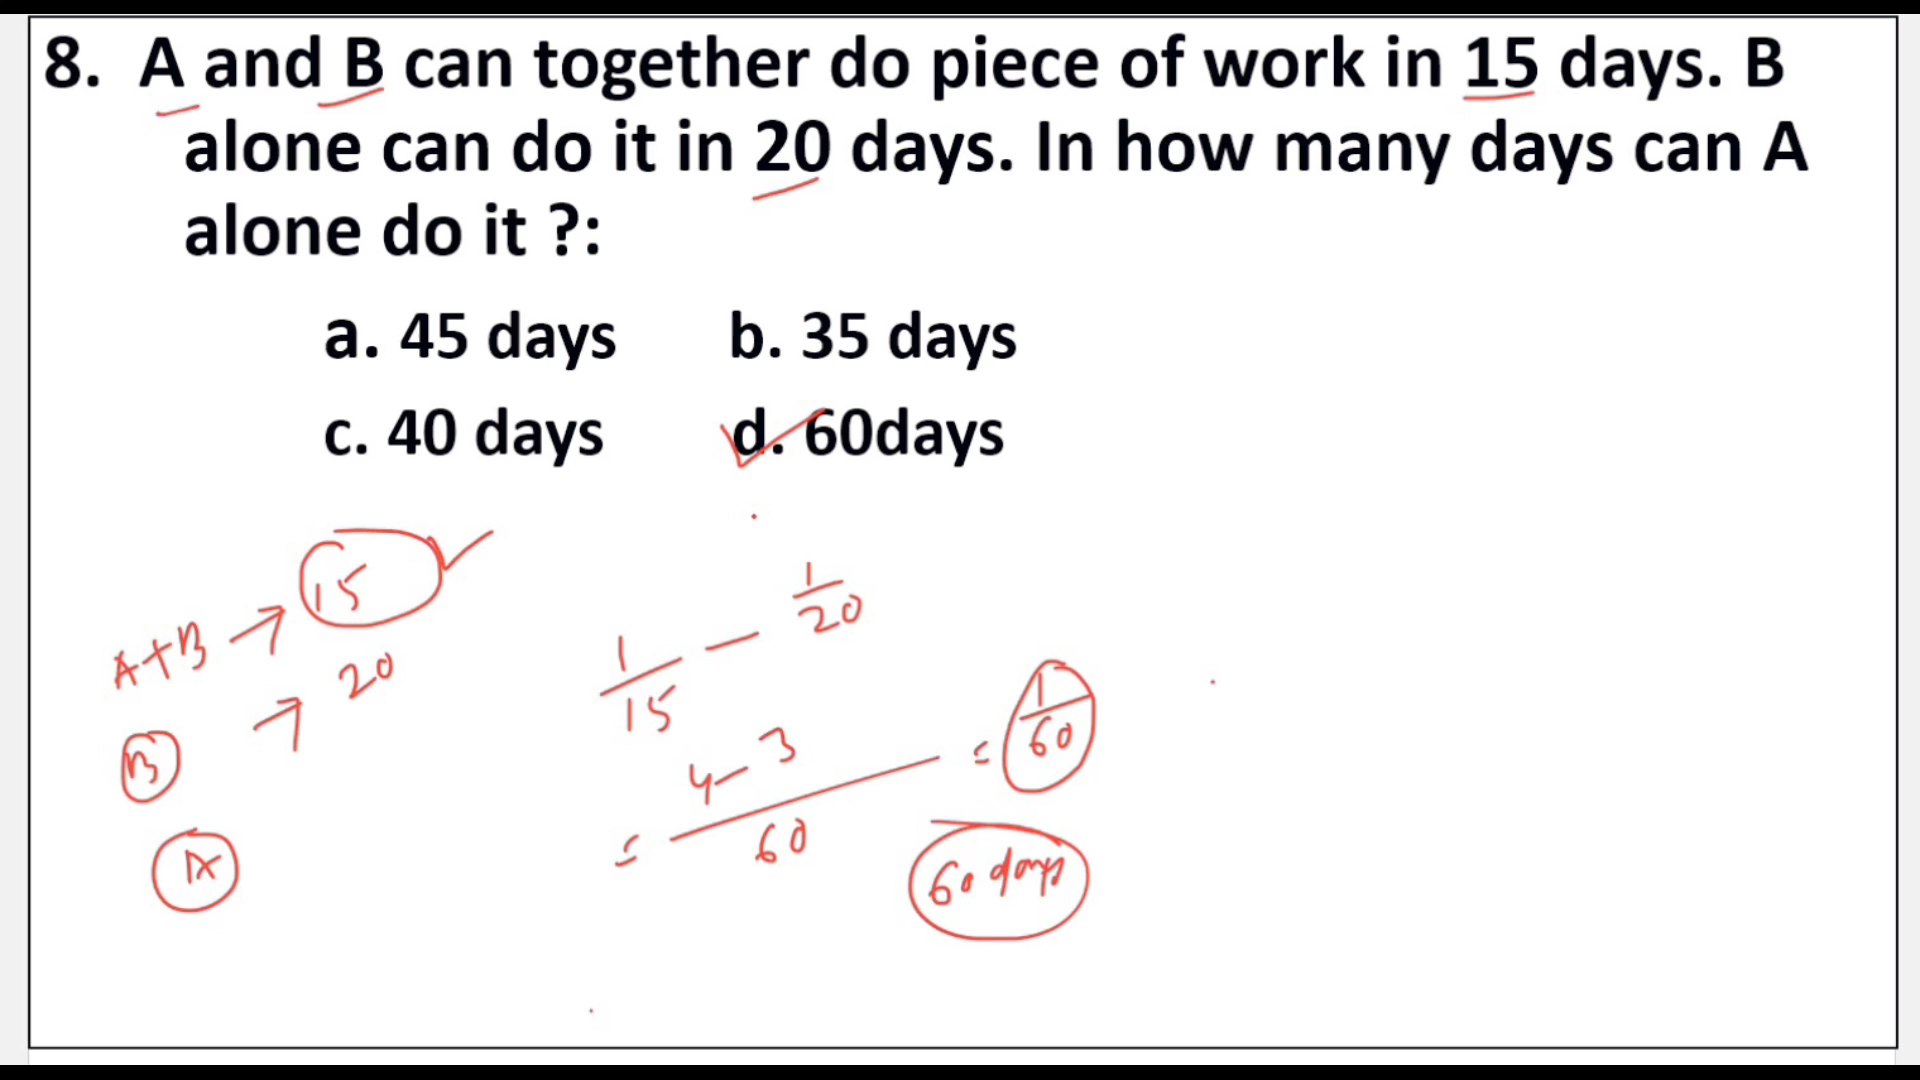 8. A and B can together do piece of work in 15 days. B
alone can do it in 20 days. In how many days can A
alone do it ?:
a. 45 days b. 35 days
c. 40 days d. 60days
A+B → 15
B → 20
A
1/15 - 1/20
= 4-3/60 = 1/60
60 days